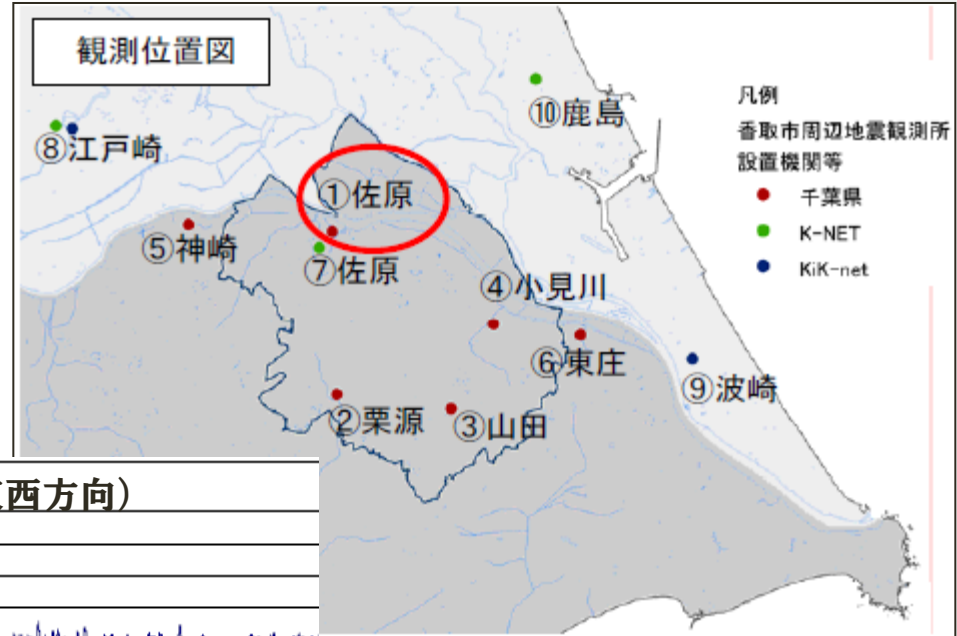 観測位置図
⑩鹿島
凡例
香取市周辺地震観測所
設置機関等
千葉県
K-NET
KiK-net
⑧江戸崎
①佐原
⑤神崎
⑦佐原
④小見川
⑥東庄
⑨波崎
②栗源
③山田
西方向)